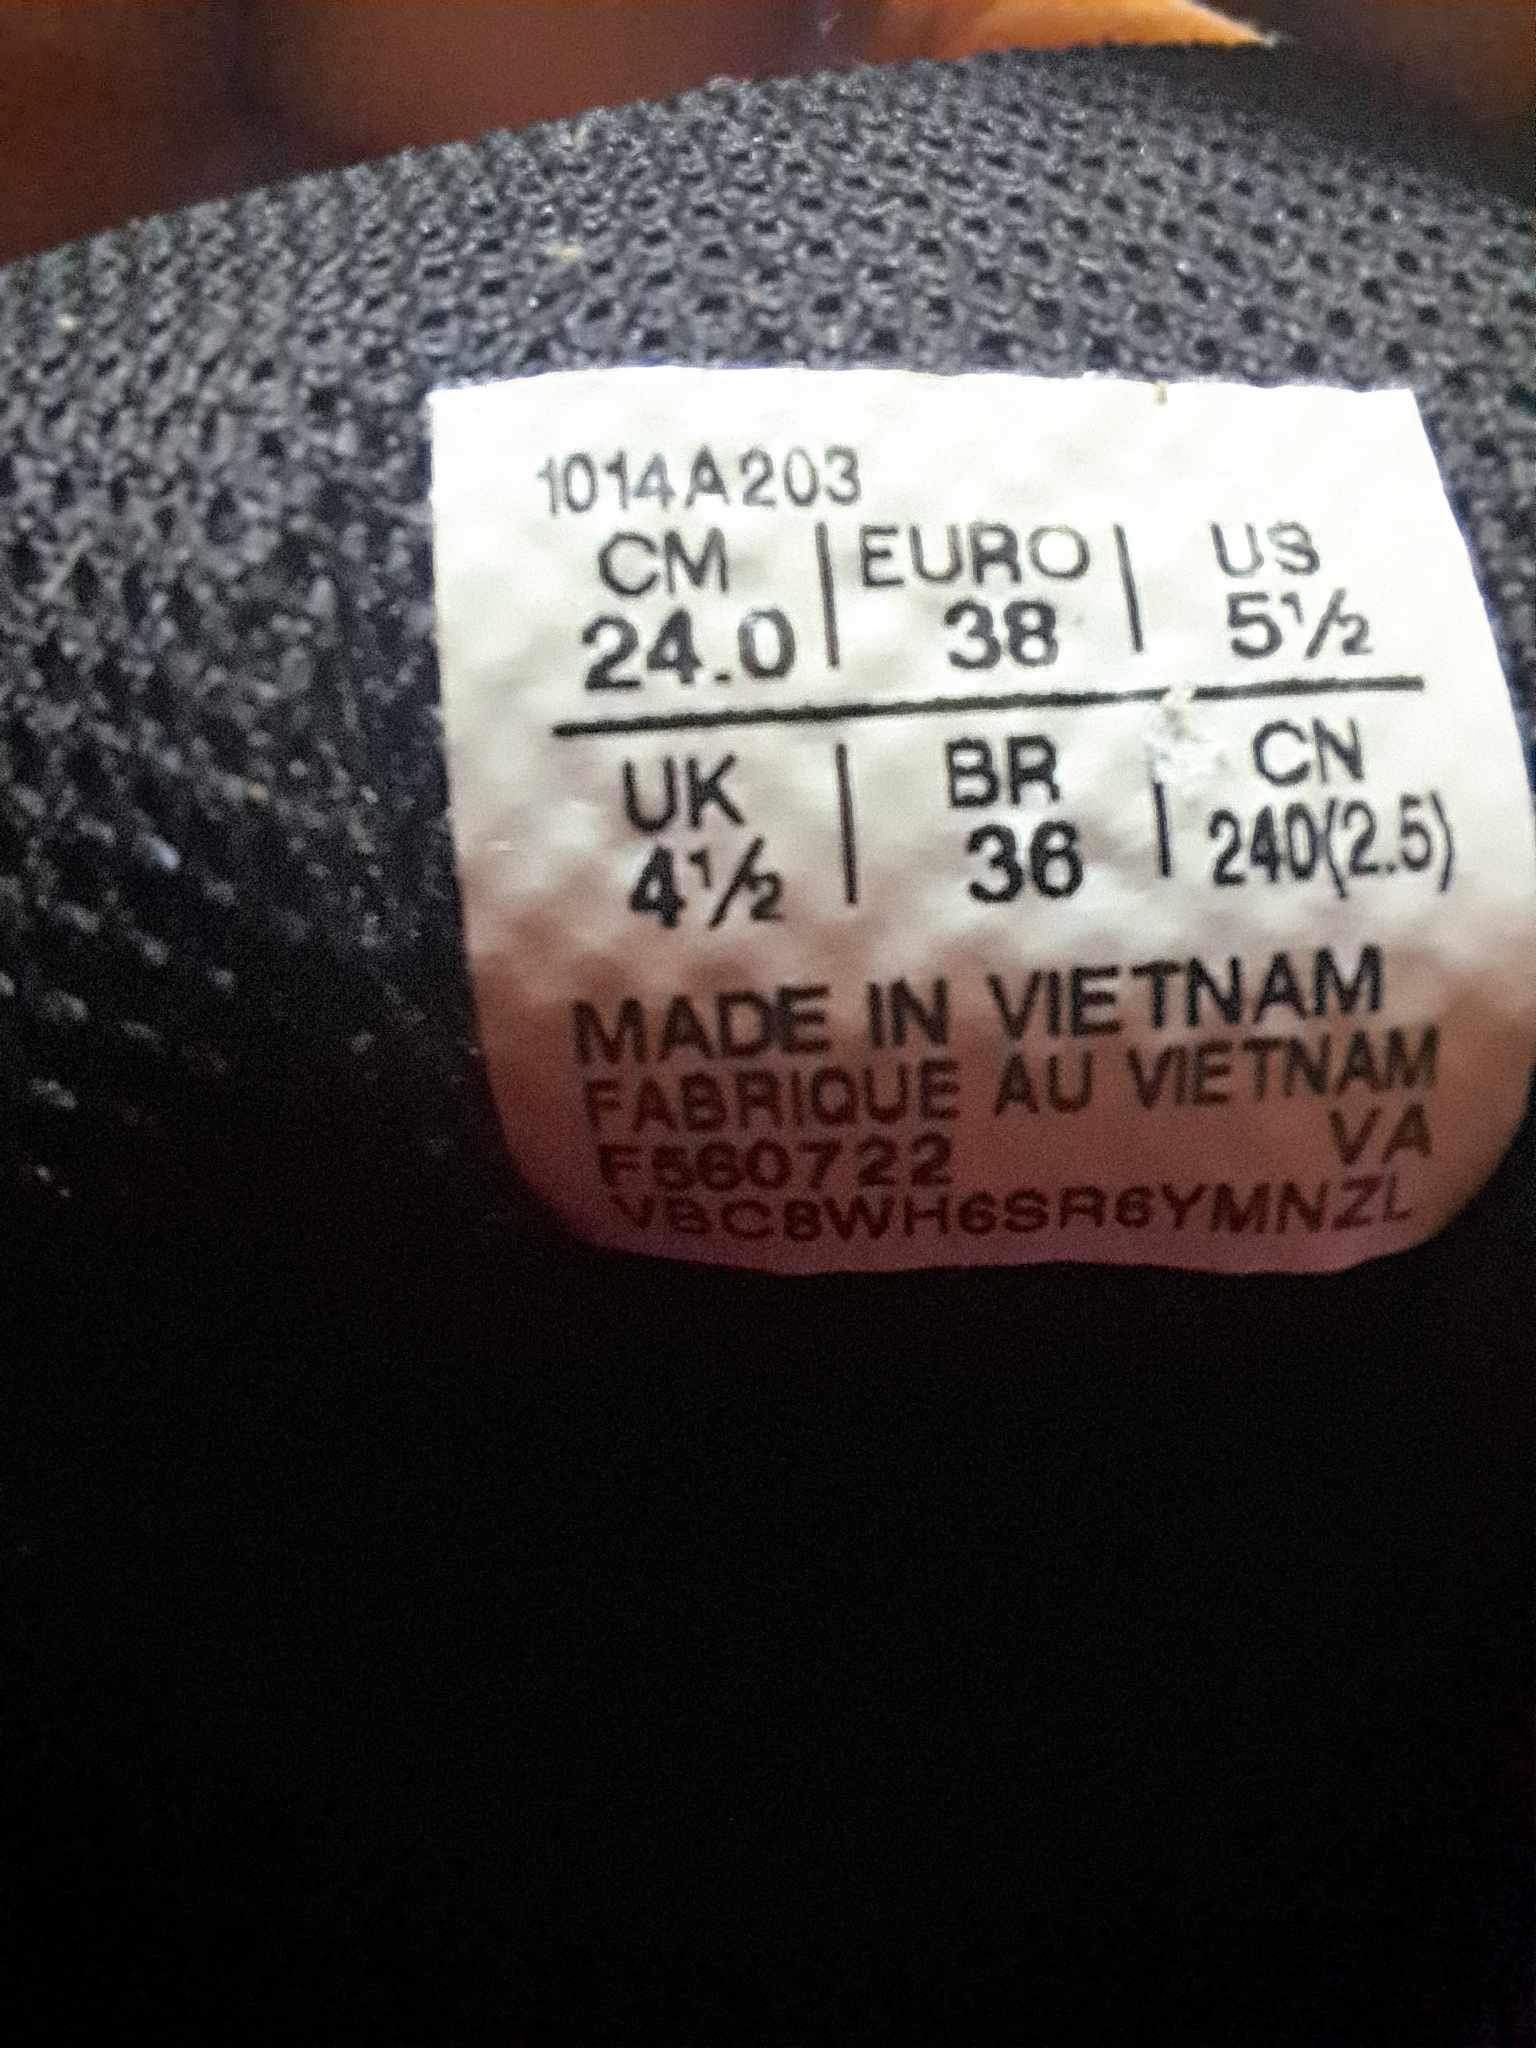 1014A203
CM | EURO | US
24.0 | 38 | 5½
UK | BR | CN
4½ | 36 | 240(2.5)
MADE IN VIETNAM
FABRIQUE AU VIETNAM
VA
F560722
VBC8WH6SR6YMNZL